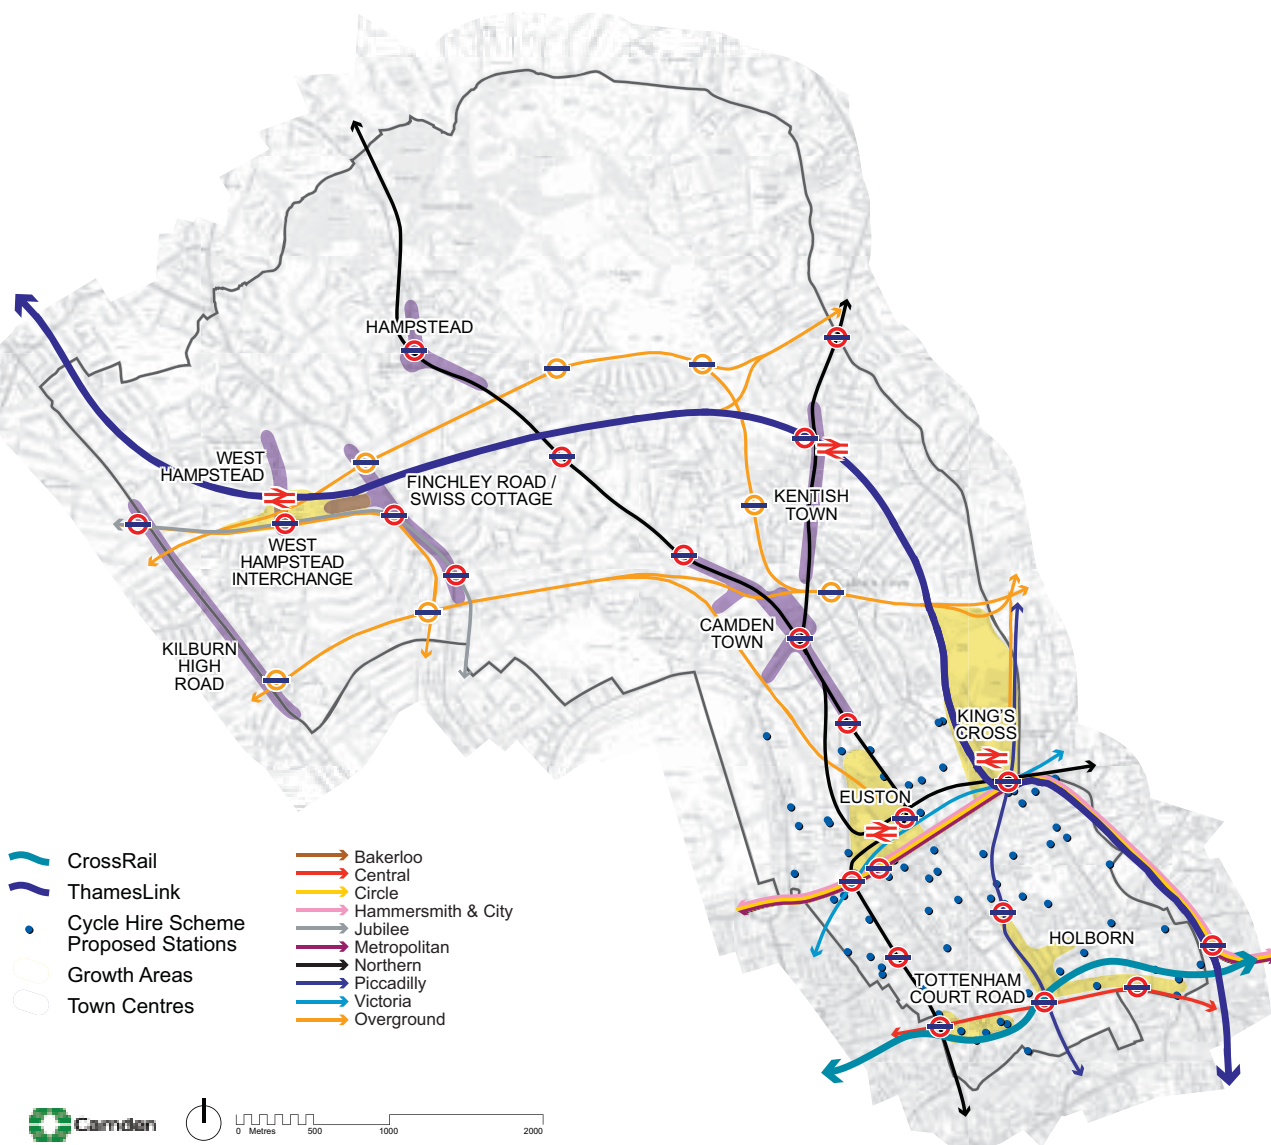 HAMPSTEAD
WEST
HAMPSTEAD
FINCHLEY ROAD /
SWISS COTTAGE
KENTISH
TOWN
WEST
HAMPSTEAD
INTERCHANGE
CAMDEN
TOWN
KILBURN
HIGH
ROAD
KING'S
CROSS
EUSTON
HOLBORN
TOTTENHAM
COURT ROAD
CrossRail
ThamesLink
Cycle Hire Scheme
Proposed Stations
Growth Areas
Town Centres
Bakerloo
Central
Circle
Hammersmith & City
Jubilee
Metropolitan
Northern
Piccadilly
Victoria
Overground
Camden
0 Metres 500 1000 2000